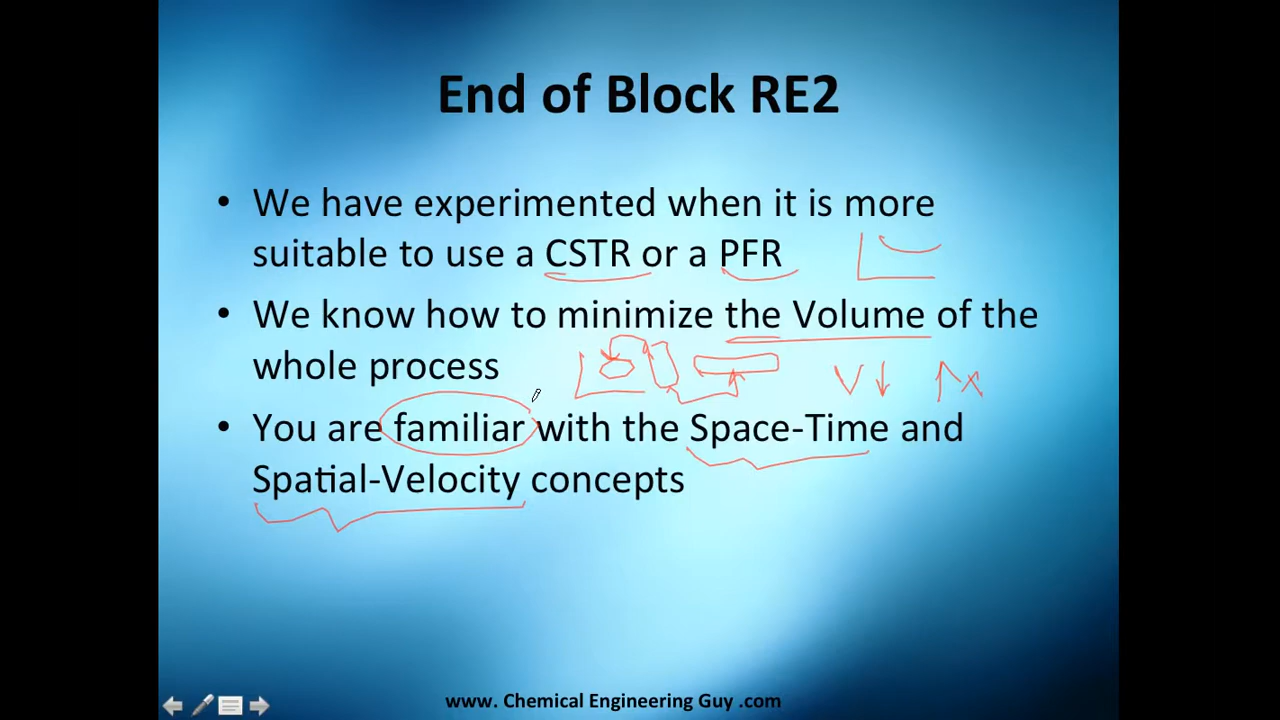 End of Block RE2
• We have experimented when it is more
suitable to use a CSTR or a PFR
• We know how to minimize the Volume of the
whole process
V↓ ↑x
• You are familiar with the Space-Time and
Spatial-Velocity concepts
www. Chemical Engineering Guy .com